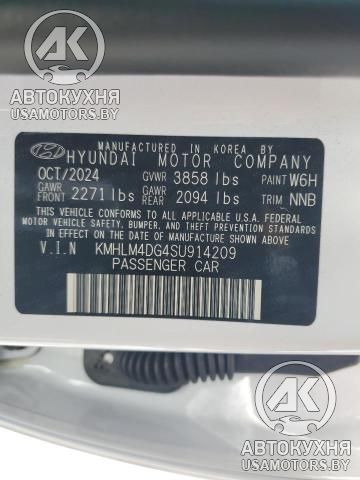 АВТОКУХНЯ
USAMOTORS.BY
MANUFACTURED IN KOREA BY
HYUNDAI MOTOR COMPANY
OCT/2024 GVWR 3858 lbs PAINT W6H
GAWR FRONT 2271 lbs GAWR REAR 2094 lbs TRIM NNB
THIS VEHICLE CONFORMS TO ALL APPLICABLE U.S.FEDERAL
MOTOR VEHICLE SAFETY, BUMPER, AND THEFT PREVENTION
STANDARDS IN EFFECT ON THE DATE OF MANUFACTURE SHOWN ABOVE.
V.I.N KMHLM4DG4SU914209
PASSENGER CAR
АВТОКУХНЯ
USAMOTORS.BY